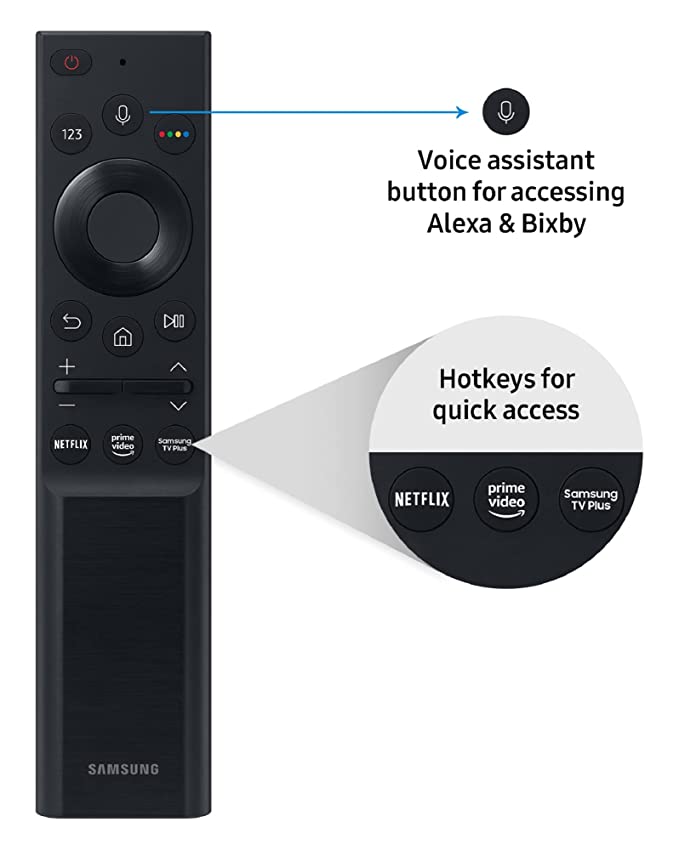 123
Voice assistant
button for accessing
Alexa & Bixby
+
−
NETFLIX
prime
video
Samsung
TV Plus
Hotkeys for
quick access
NETFLIX
prime
video
Samsung
TV Plus
SAMSUNG